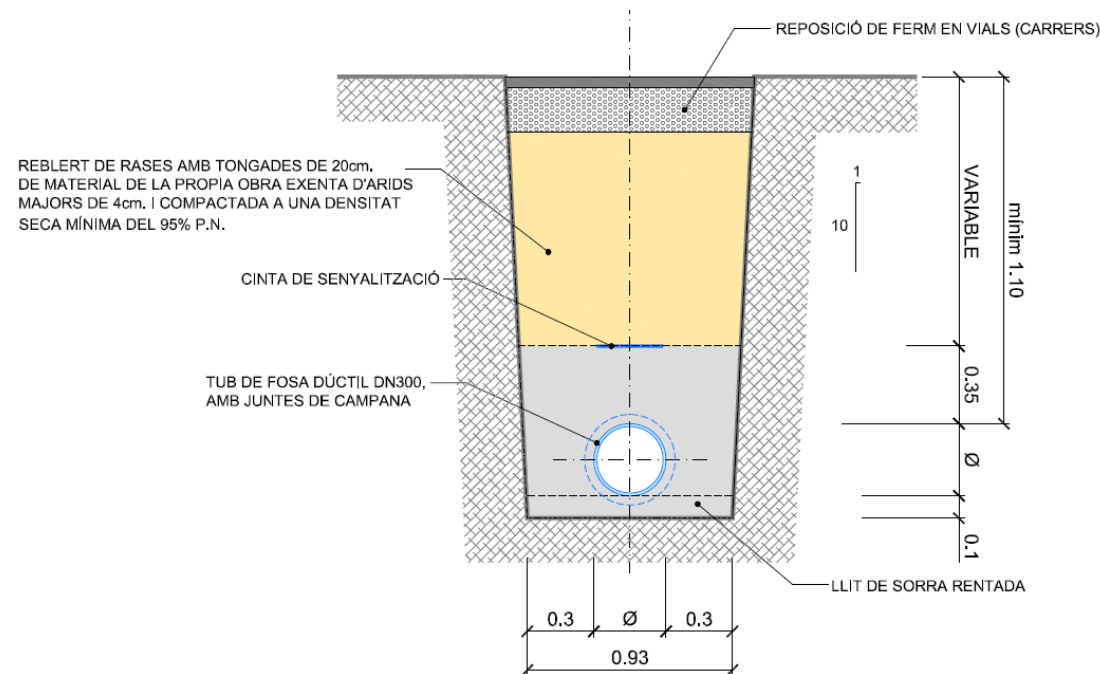 REPOSICIÓ DE FERM EN VIALS (CARRERS)
REBLERT DE RASES AMB TONGADES DE 20cm.
DE MATERIAL DE LA PROPIA OBRA EXENTA D'ARIDS
MAJORS DE 4cm. I COMPACTADA A UNA DENSITAT
SECA MÍNIMA DEL 95% P.N.
CINTA DE SENYALITZACIÓ
TUB DE FOSA DÚCTIL DN300,
AMB JUNTES DE CAMPANA
1
10
VARIABLE
mínim 1.10
0.35
Ø
0.1
LLIT DE SORRA RENTADA
0.3
Ø
0.3
0.93